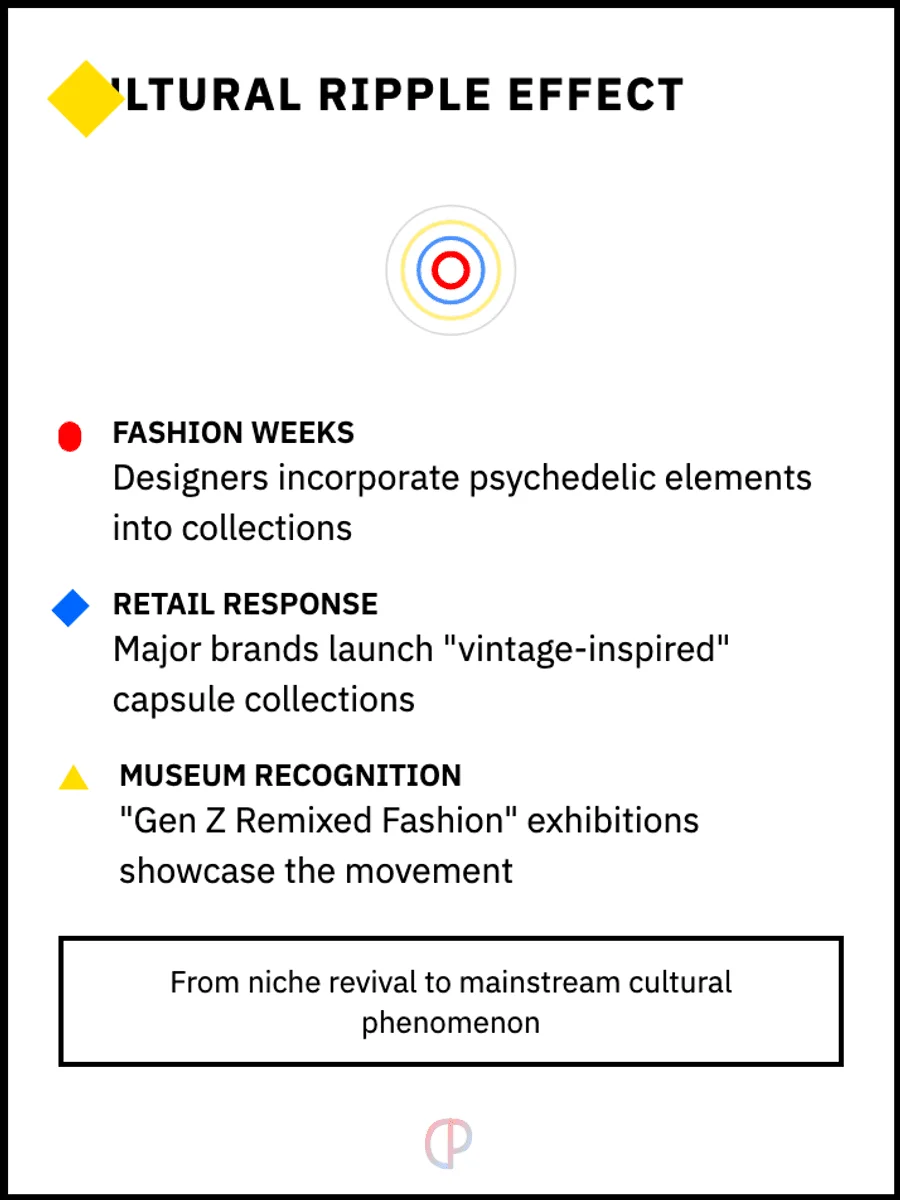 LTURAL RIPPLE EFFECT
FASHION WEEKS
Designers incorporate psychedelic elements
into collections
RETAIL RESPONSE
Major brands launch "vintage-inspired"
capsule collections
MUSEUM RECOGNITION
"Gen Z Remixed Fashion" exhibitions
showcase the movement
From niche revival to mainstream cultural
phenomenon